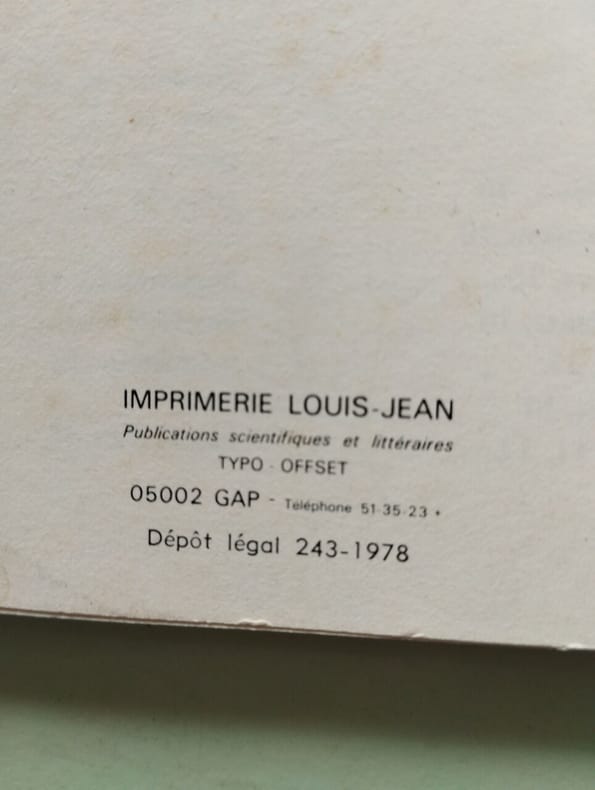 IMPRIMERIE LOUIS-JEAN
Publications scientifiques et littéraires
TYPO - OFFSET
05002 GAP - Téléphone 51-35-23 •
Dépôt légal 243-1978